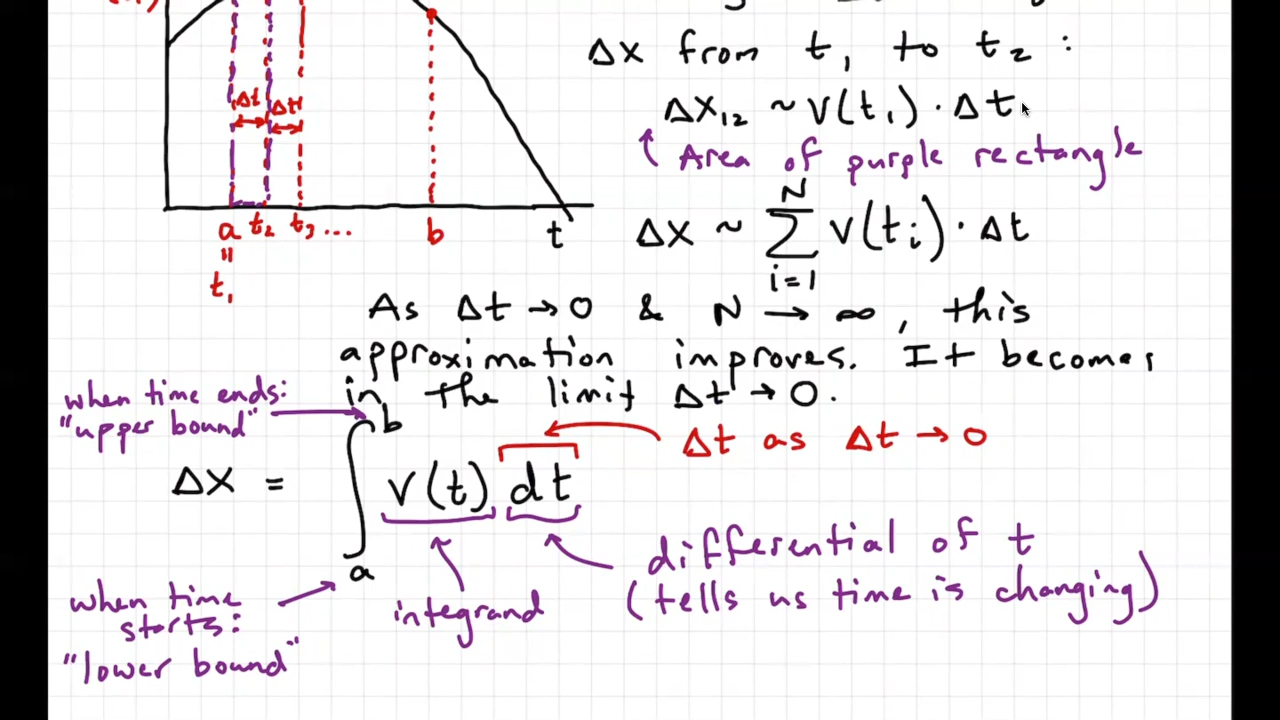 Δt Δt
a t₂ t₃ ... b t
=
t₁
Δx from t₁ to t₂ :
Δx₁₂ ~ v(t₁) · Δt
Area of purple rectangle
N
Δx ~ ∑ v(tᵢ) · Δt
i=1
As Δt → 0 & N → ∞, this
approximation improves. It becomes
in the limit Δt → 0.
when time ends:
"upper bound"
b
Δt as Δt → 0
Δx = ∫ v(t) dt
a
differential of t
(tells us time is changing)
integrand
when time
starts:
"lower bound"